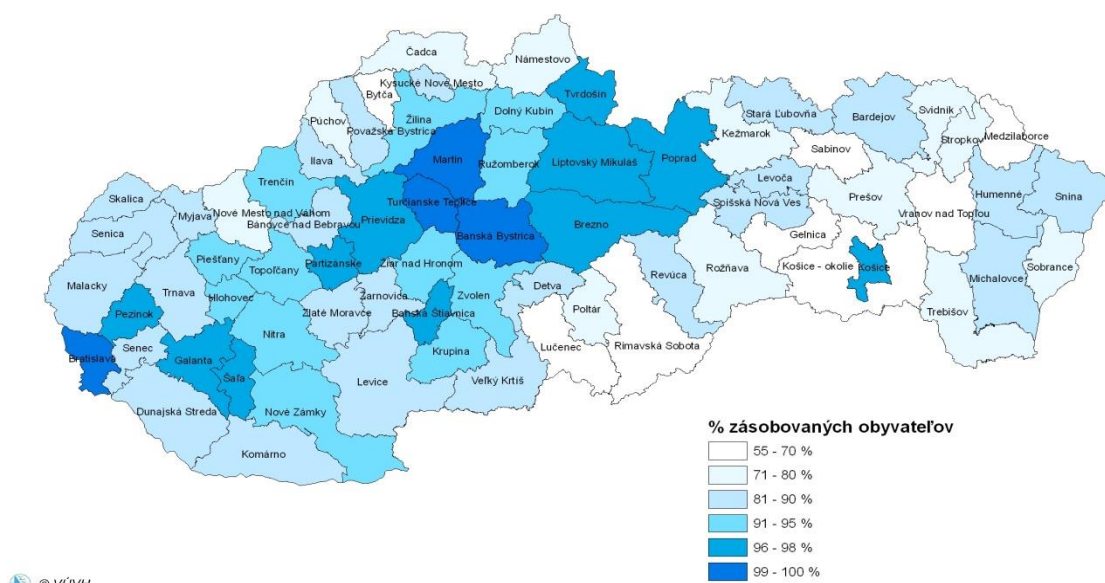 Čadca
Námestovo
Kysucké Nové Mesto
Bytča
Tvrdošín
Púchov
Žilina
Dolný Kubín
Považská Bystrica
Stará Ľubovňa
Bardejov
Svidník
Stropkov
Medzilaborce
Kežmarok
Sabinov
Ilava
Martin
Ružomberok
Liptovský Mikuláš
Poprad
Levoča
Trenčín
Spišská Nová Ves
Prešov
Humenné
Snina
Skalica
Myjava
Nové Mesto nad Váhom
Turčianske Teplice
Vranov nad Topľou
Bánovce nad Bebravou
Prievidza
Brezno
Banská Bystrica
Gelnica
Senica
Piešťany
Topoľčany
Partizánske
Žiar nad Hronom
Košice - okolie
Košice
Revúca
Rožňava
Michalovce
Sobrance
Malacky
Trnava
Hlohovec
Žarnovica
Zvolen
Detva
Pezinok
Zlaté Moravce
Banská Štiavnica
Poltár
Trebišov
Nitra
Senec
Bratislava
Galanta
Šaľa
Krupina
Lučenec
Rimavská Sobota
Levice
Veľký Krtíš
Dunajská Streda
Nové Zámky
Komárno
% zásobovaných obyvateľov
55 - 70 %
71 - 80 %
81 - 90 %
91 - 95 %
96 - 98 %
99 - 100 %
© VÚVH